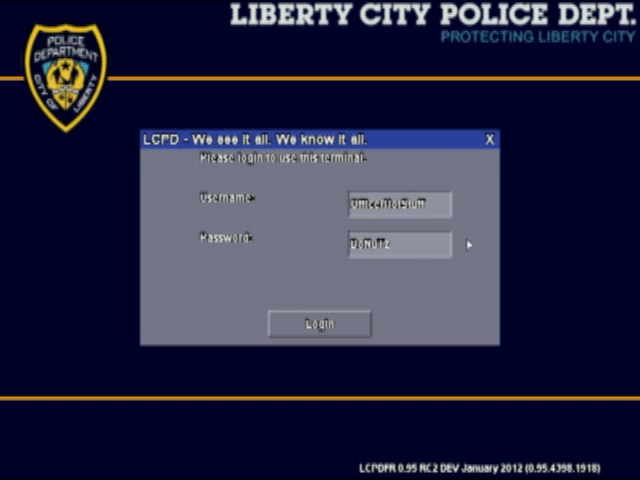 LIBERTY CITY POLICE DEPT.
PROTECTING LIBERTY CITY
POLICE
DEPARTMENT
CITY OF LIBERTY
LCPD - We see it all. We know it all. X
Please login to use this terminal.
Username: OfficerHotStuff
Password: DoNuTz
Login
LCPDFR 0.95 RC2 DEV January 2012 (0.95.4398.1918)